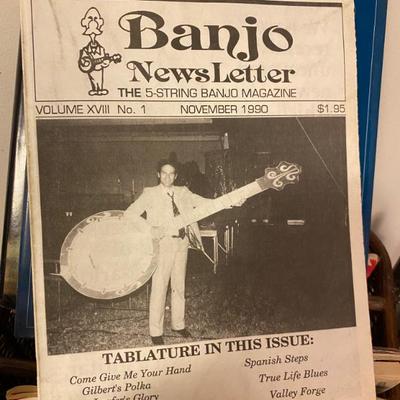 Banjo
NewsLetter
THE 5-STRING BANJO MAGAZINE
VOLUME XVIII No. 1 NOVEMBER 1990 $1.95
TABLATURE IN THIS ISSUE:
Come Give Me Your Hand
Gilbert's Polka
Glory
Spanish Steps
True Life Blues
Valley Forge